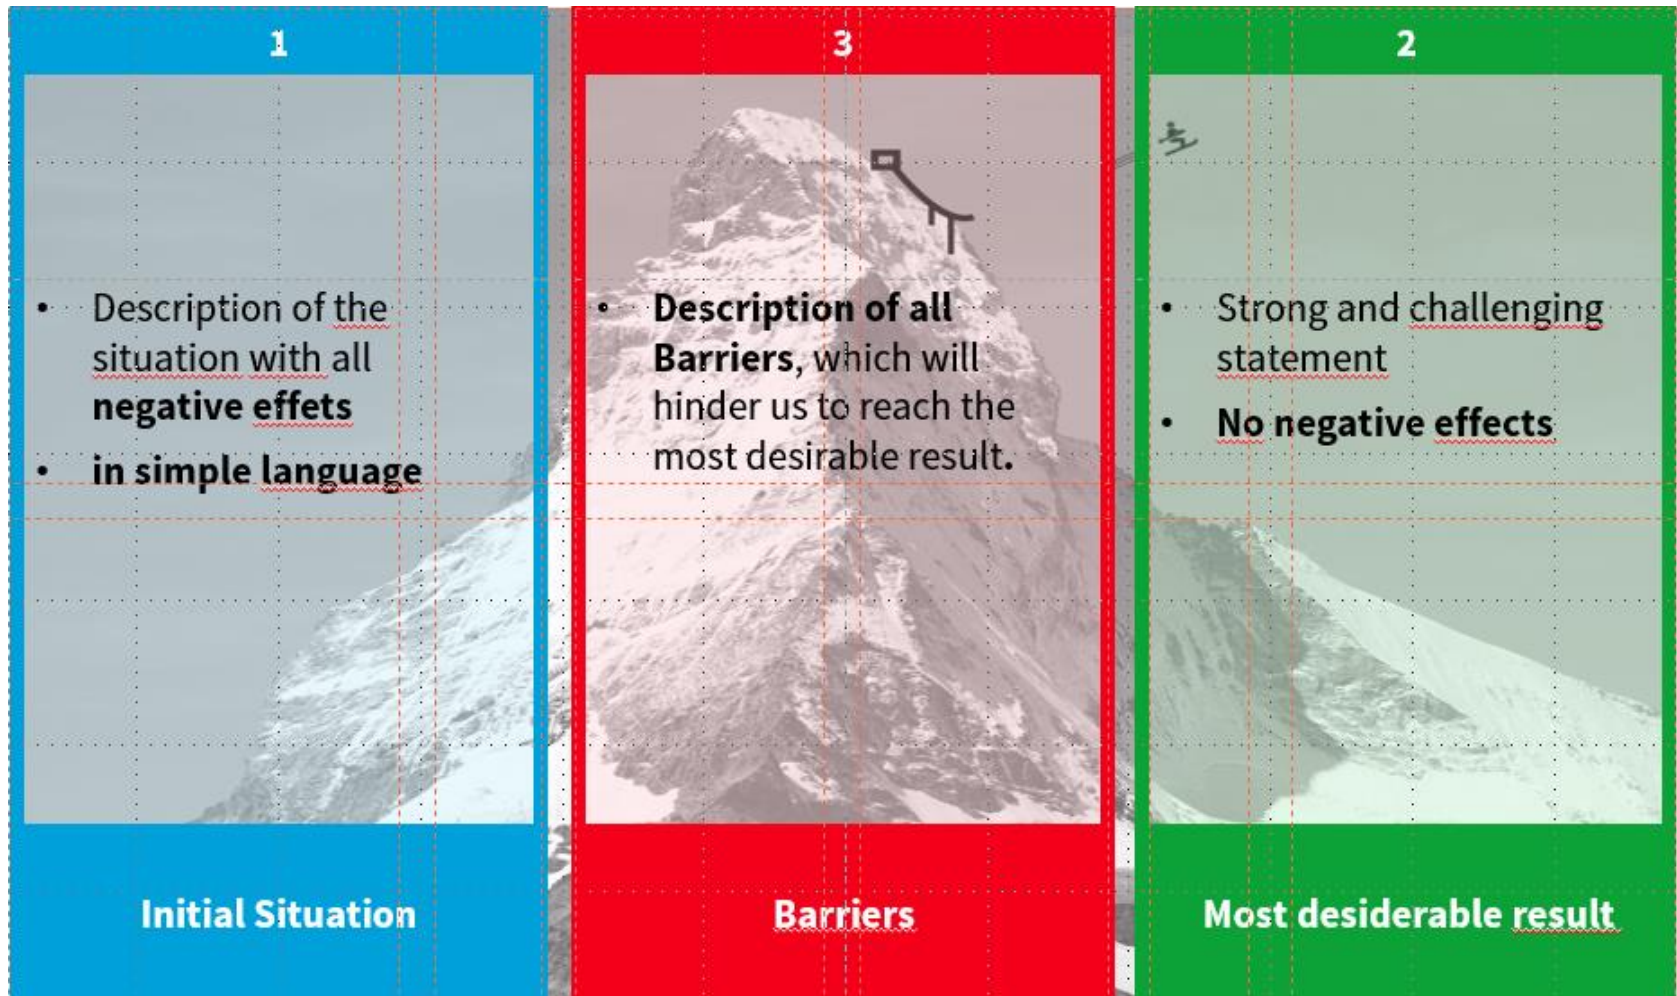 1
• Description of the
situation with all
negative effets
• in simple language
Initial Situation
3
• Description of all
Barriers, which will
hinder us to reach the
most desirable result.
Barriers
2
• Strong and challenging
statement
• No negative effects
Most desiderable result